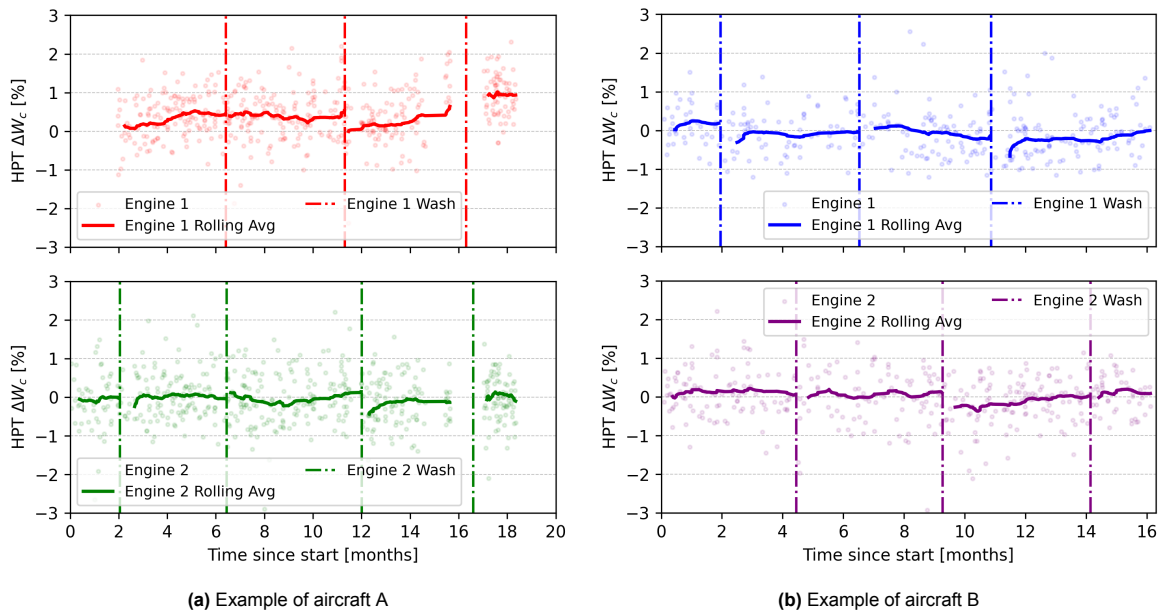 3
2
1
0
−1
−2
−3
HPT ΔW_c [%]
Engine 1
Engine 1 Rolling Avg
Engine 1 Wash
3
2
1
0
−1
−2
−3
HPT ΔW_c [%]
Engine 1
Engine 1 Rolling Avg
Engine 1 Wash
3
2
1
0
−1
−2
−3
HPT ΔW_c [%]
Engine 2
Engine 2 Rolling Avg
Engine 2 Wash
0 2 4 6 8 10 12 14 16 18 20
Time since start [months]
3
2
1
0
−1
−2
−3
HPT ΔW_c [%]
Engine 2
Engine 2 Rolling Avg
Engine 2 Wash
0 2 4 6 8 10 12 14 16
Time since start [months]
(a) Example of aircraft A
(b) Example of aircraft B